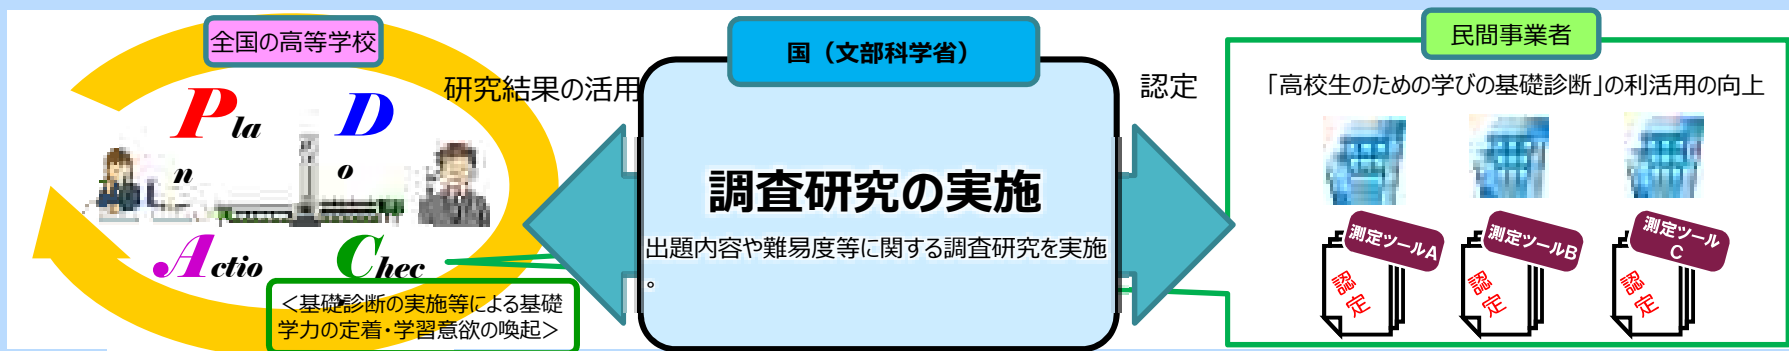 全国の高等学校
Pla
n
Do
Actio
Chec
＜基礎診断の実施等による基礎
学力の定着・学習意欲の喚起＞
研究結果の活用
国（文部科学省）
調査研究の実施
出題内容や難易度等に関する調査研究を実施
。
認定
民間事業者
「高校生のための学びの基礎診断」の利活用の向上
測定ツールA
認定
測定ツールB
認定
測定ツール
C
認定